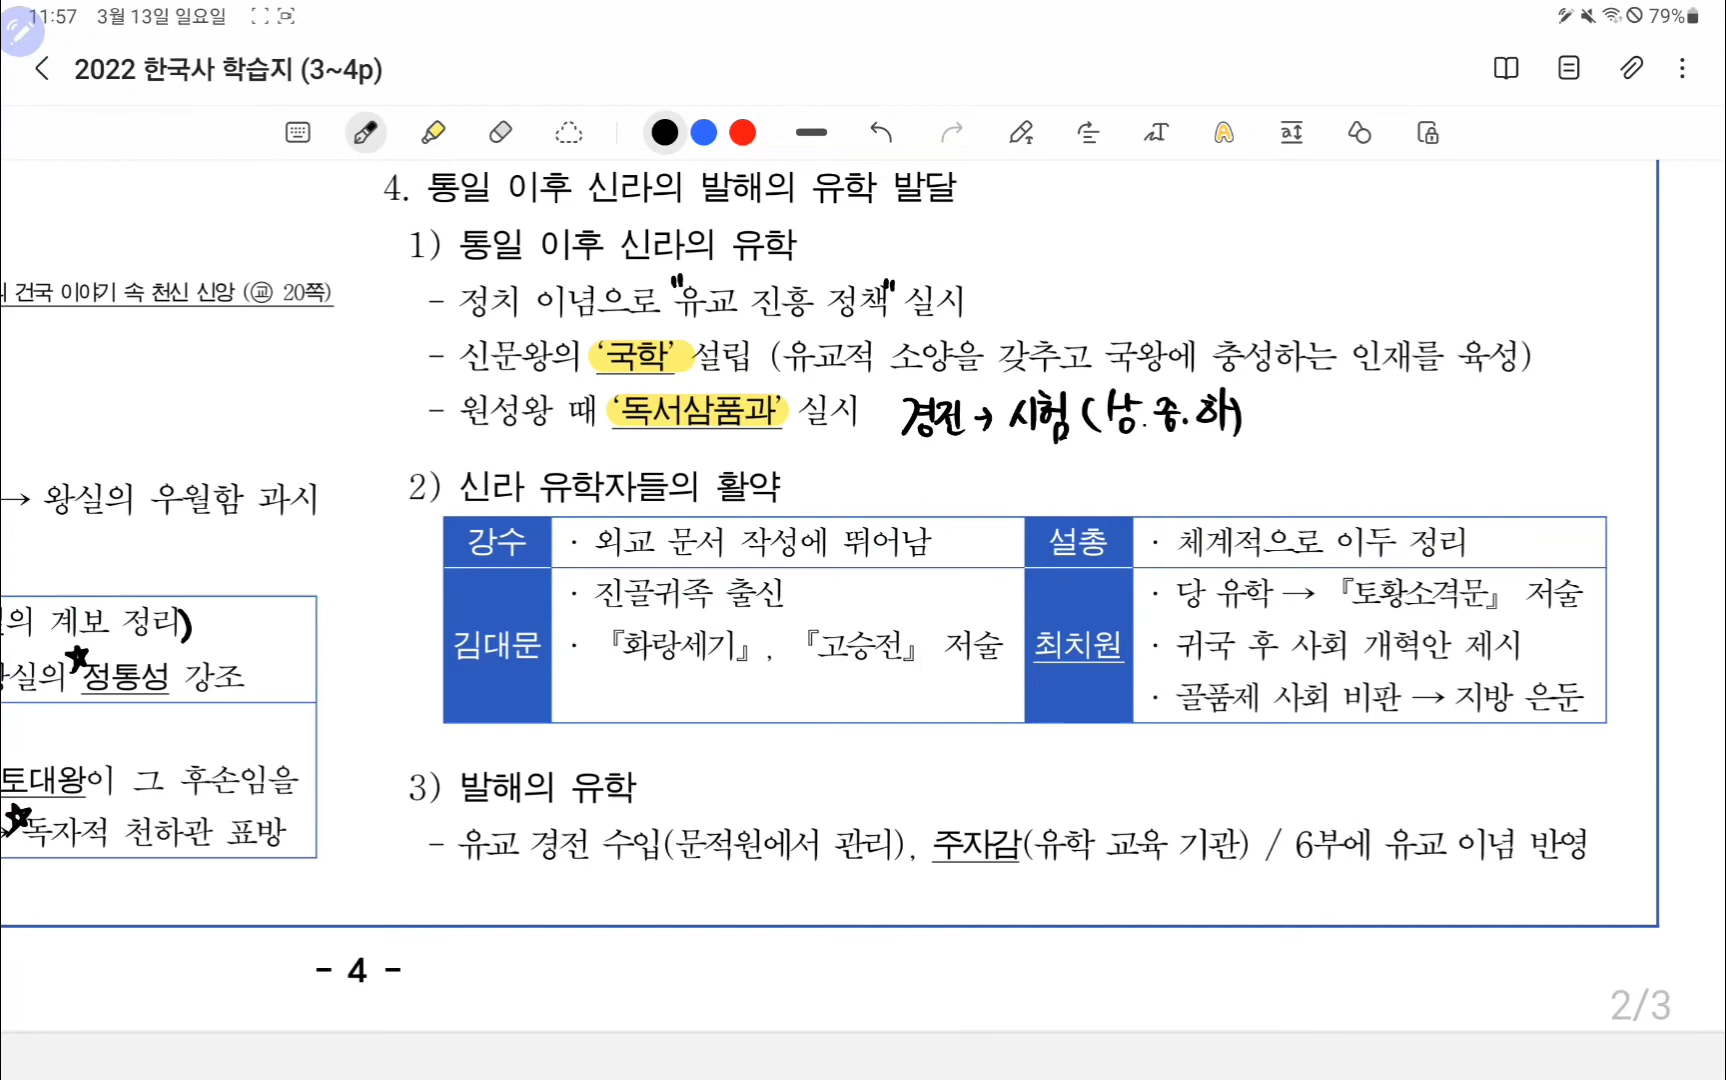 11:57 3월 13일 일요일
79%
2022 한국사 학습지 (3~4p)
4. 통일 이후 신라의 발해의 유학 발달
1) 통일 이후 신라의 유학
건국 이야기 속 천신 신앙 (㉿ 20쪽)
- 정치 이념으로 "유교 진흥 정책" 실시
- 신문왕의 ‘국학’ 설립 (유교적 소양을 갖추고 국왕에 충성하는 인재를 육성)
- 원성왕 때 ‘독서삼품과’ 실시 경전→ 시험 (상.중.하)
2) 신라 유학자들의 활약
→ 왕실의 우월함 과시
강수 · 외교 문서 작성에 뛰어남
설총 · 체계적으로 이두 정리
김대문 · 진골귀족 출신
· 『화랑세기』, 『고승전』 저술
최치원 · 당 유학 → 『토황소격문』 저술
· 귀국 후 사회 개혁안 제시
· 골품제 사회 비판 → 지방 은둔
의 계보 정리)
왕실의 ★정통성 강조
토대왕이 그 후손임을
★독자적 천하관 표방
3) 발해의 유학
- 유교 경전 수입(문적원에서 관리), 주자감(유학 교육 기관) / 6부에 유교 이념 반영
- 4 -
2/3